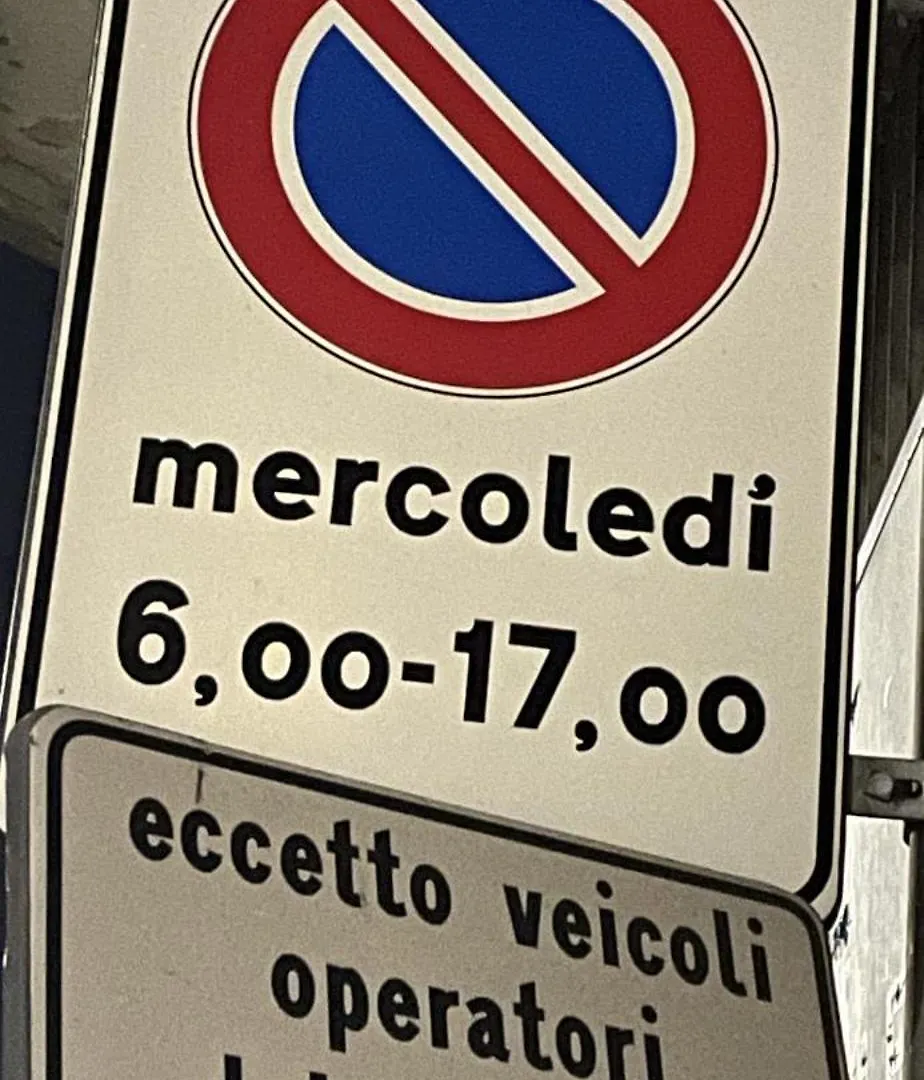 mercoledì
6,00-17,00
eccetto veicoli
operatori